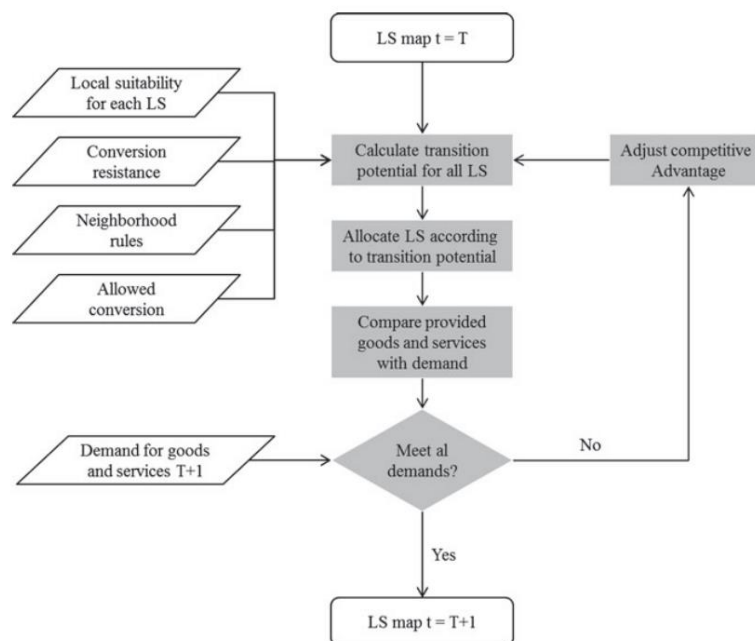 LS map t = T
Local suitability
for each LS
Conversion
resistance
Calculate transition
potential for all LS
Adjust competitive
Advantage
Neighborhood
rules
Allocate LS according
to transition potential
Allowed
conversion
Compare provided
goods and services
with demand
Demand for goods
and services T+1
Meet al
demands?
No
Yes
LS map t = T+1